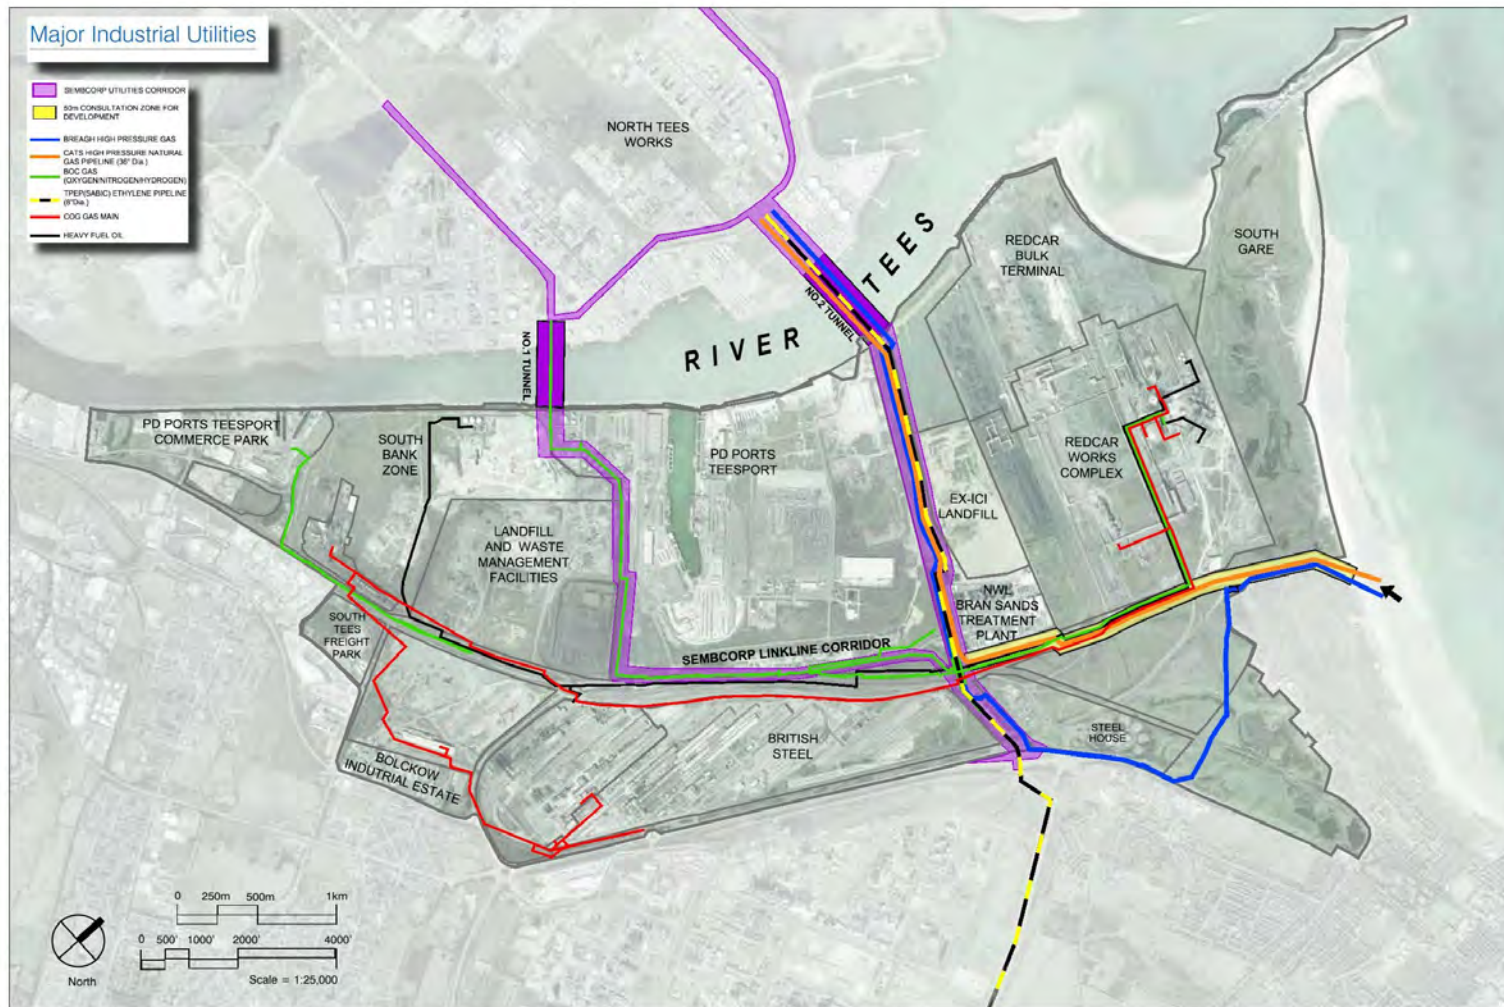 Major Industrial Utilities
SEMBCORP UTILITIES CORRIDOR
50m CONSULTATION ZONE FOR
DEVELOPMENT
BREAGH HIGH PRESSURE GAS
CATS HIGH PRESSURE NATURAL
GAS PIPELINE (36" Dia.)
BOC GAS
(OXYGEN/NITROGEN/HYDROGEN)
TPEP(SABIC) ETHYLENE PIPELINE
(8"Dia.)
COG GAS MAIN
HEAVY FUEL OIL
NORTH TEES
WORKS
RIVER TEES
NO.1 TUNNEL
NO.2 TUNNEL
REDCAR
BULK
TERMINAL
SOUTH
GARE
PD PORTS TEESPORT
COMMERCE PARK
SOUTH
BANK
ZONE
PD PORTS
TEESPORT
REDCAR
WORKS
COMPLEX
EX-ICI
LANDFILL
LANDFILL
AND WASTE
MANAGEMENT
FACILITIES
NWL
BRAN SANDS
TREATMENT
PLANT
SOUTH
TEES
FREIGHT
PARK
SEMBCORP LINKLINE CORRIDOR
STEEL
HOUSE
BRITISH
STEEL
BOLCKOW
INDUTRIAL ESTATE
0 250m 500m 1km
0 500' 1000' 2000' 4000'
Scale = 1:25,000
North